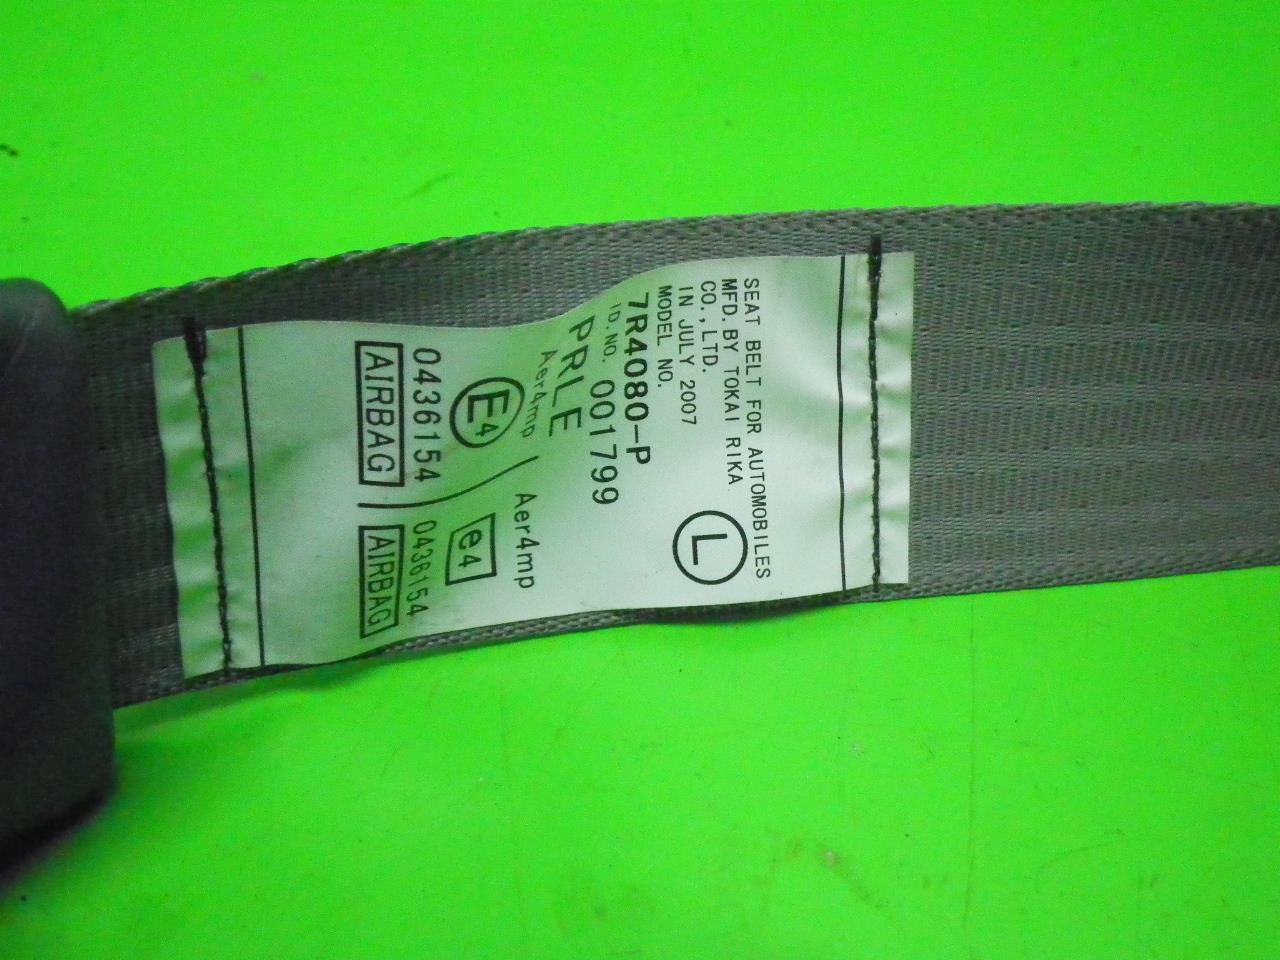 SEAT BELT FOR AUTOMOBILES
MFD. BY TOKAI RIKA
CO., LTD.
IN JULY 2007
MODEL NO.
L
7R4080-P
ID. NO. 001799
PRLE
Aer4mp / Aer4mp
E4 e4
0436154 / 0436154
AIRBAG / AIRBAG